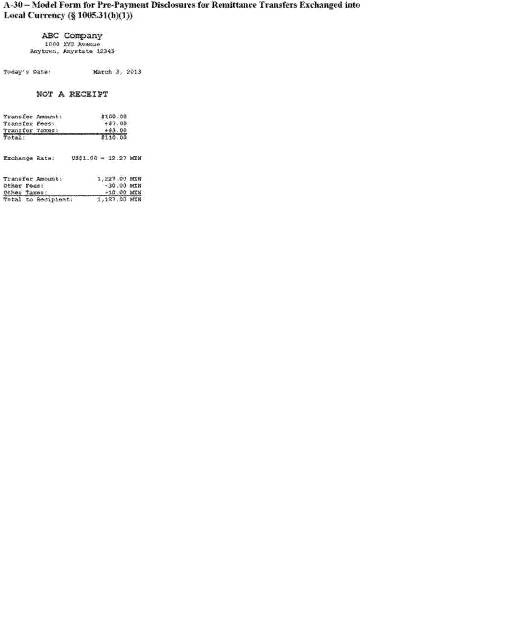 A-30 – Model Form for Pre-Payment Disclosures for Remittance Transfers Exchanged into
Local Currency (§ 1005.31(b)(1))
ABC Company
1000 XYZ Avenue
Anytown, Anystate 12345
Today's Date: March 3, 2013
NOT A RECEIPT
Transfer Amount: $100.00
Transfer Fees: +$7.00
Transfer Taxes: +$3.00
Total: $110.00
Exchange Rate: US$1.00 = 12.27 MXN
Transfer Amount: 1,227.00 MXN
Other Fees: -30.00 MXN
Other Taxes: -10.00 MXN
Total to Recipient: 1,187.00 MXN